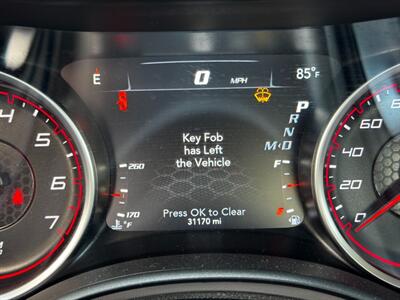 E 0 MPH 85°F
Key Fob
has Left
the Vehicle
P
R
N
M D
260
170
°F
F
E
Press OK to Clear
31170 mi
4
5
6
7
60
40
20
0